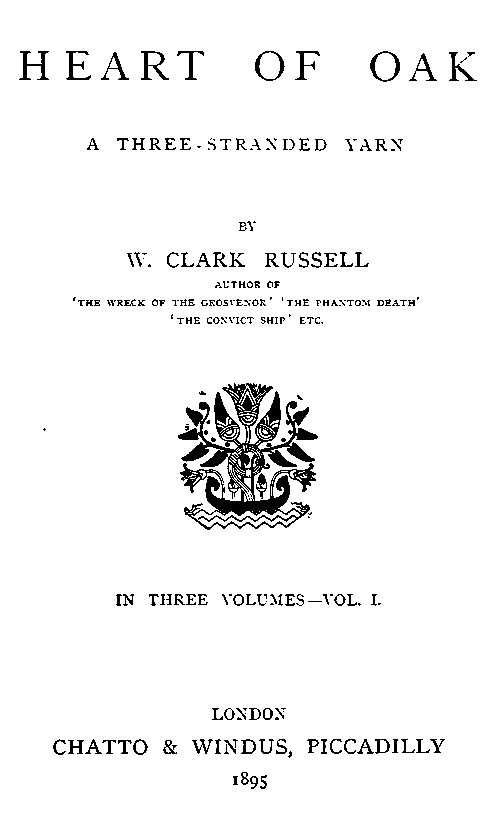 HEART OF OAK
A THREE-STRANDED YARN
BY
W. CLARK RUSSELL
AUTHOR OF
'THE WRECK OF THE GROSVENOR' 'THE PHANTOM DEATH'
'THE CONVICT SHIP' ETC.
IN THREE VOLUMES—VOL. I.
LONDON
CHATTO & WINDUS, PICCADILLY
1895